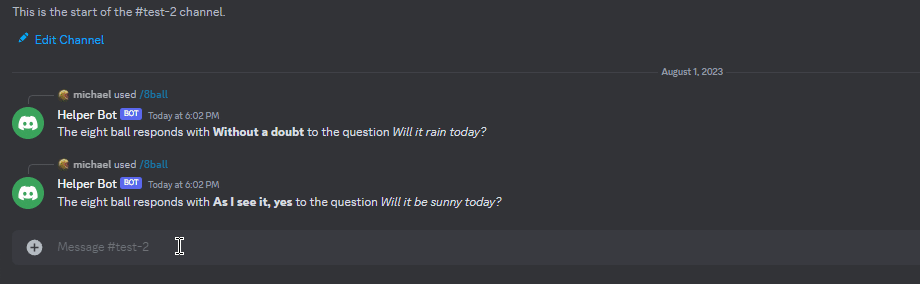 This is the start of the #test-2 channel.
Edit Channel
August 1, 2023
michael used /8ball
Helper Bot BOT Today at 6:02 PM
The eight ball responds with Without a doubt to the question Will it rain today?
michael used /8ball
Helper Bot BOT Today at 6:02 PM
The eight ball responds with As I see it, yes to the question Will it be sunny today?
Message #test-2